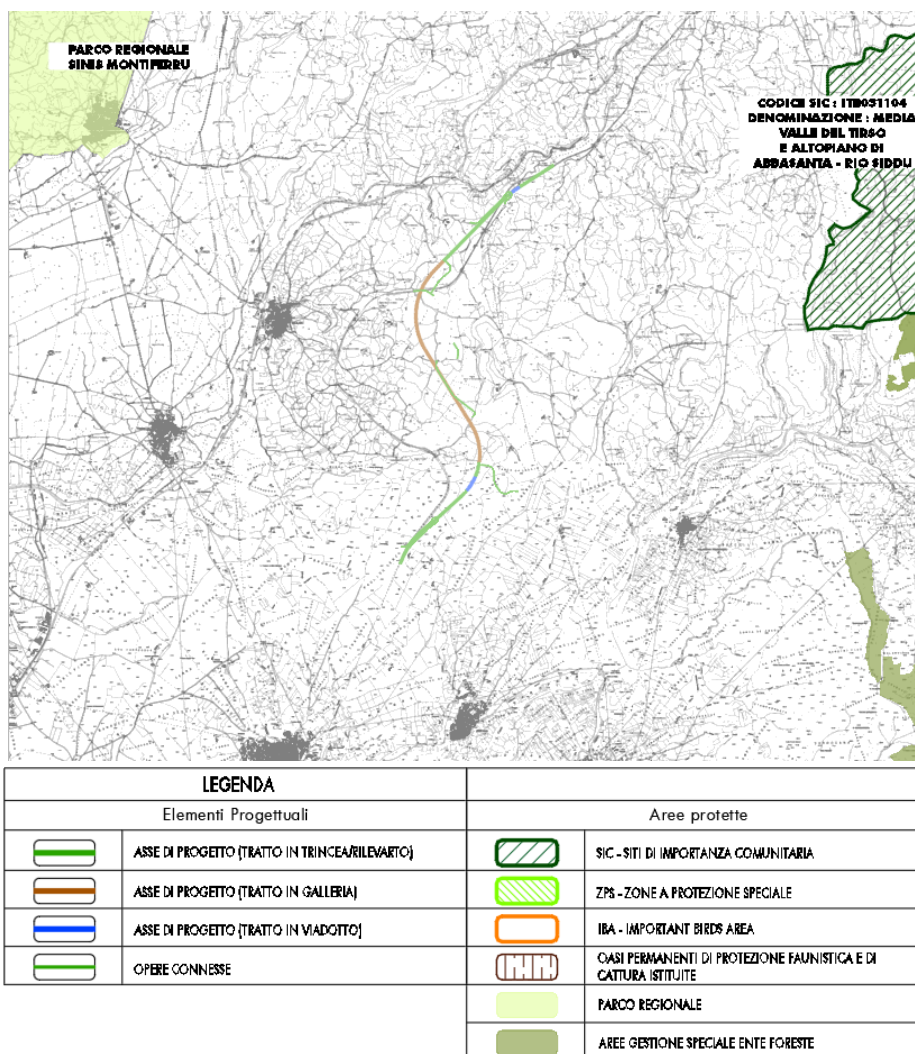 PARCO REGIONALE
SINIS MONTIFERRU
CODICE SIC : ITB031104
DENOMINAZIONE : MEDIA
VALLE DEL TIRSO
E ALTOPIANO DI
ABBASANTA - RIO SIDDU
LEGENDA
Elementi Progettuali
Aree protette
ASSE DI PROGETTO (TRATTO IN TRINCEA/RILEVARTO)
SIC - SITI DI IMPORTANZA COMUNITARIA
ASSE DI PROGETTO (TRATTO IN GALLERIA)
ZPS - ZONE A PROTEZIONE SPECIALE
ASSE DI PROGETTO (TRATTO IN VIADOTTO)
IBA - IMPORTANT BIRDS AREA
OPERE CONNESSE
OASI PERMANENTI DI PROTEZIONE FAUNISTICA E DI
CATTURA ISTITUITE
PARCO REGIONALE
AREE GESTIONE SPECIALE ENTE FORESTE